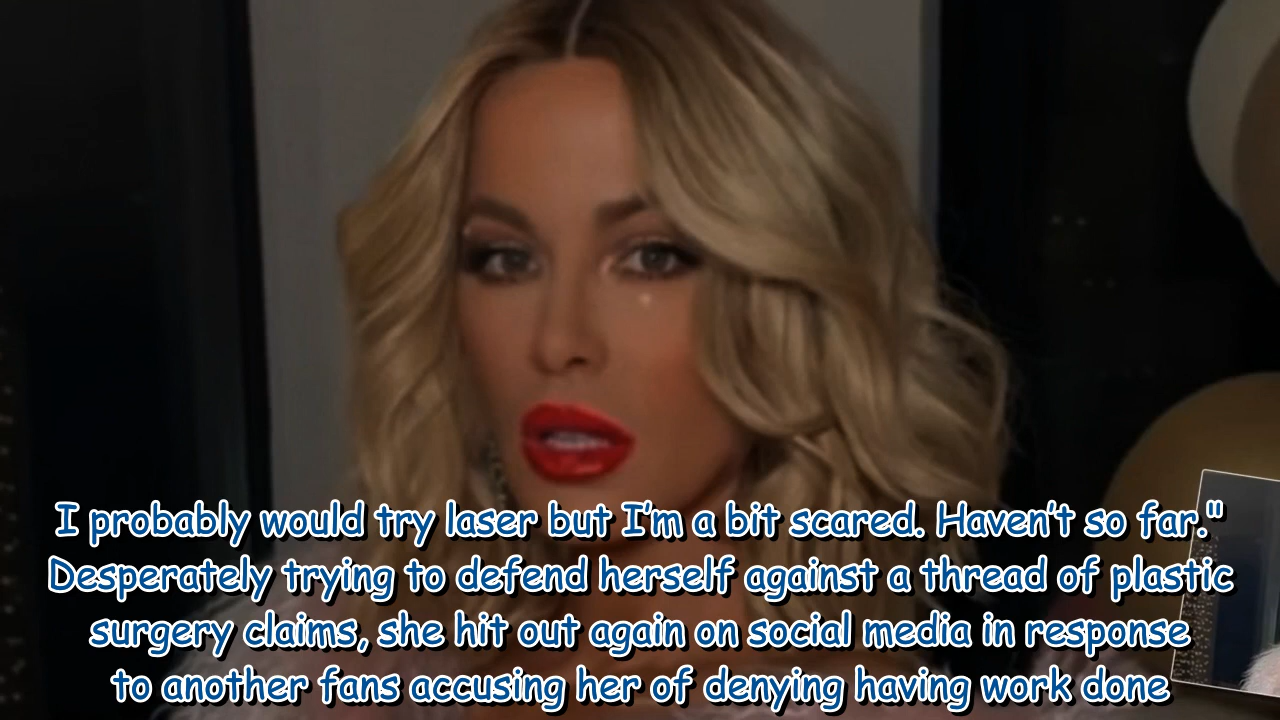 I probably would try laser but I’m a bit scared. Haven’t so far."
Desperately trying to defend herself against a thread of plastic
surgery claims, she hit out again on social media in response
to another fans accusing her of denying having work done